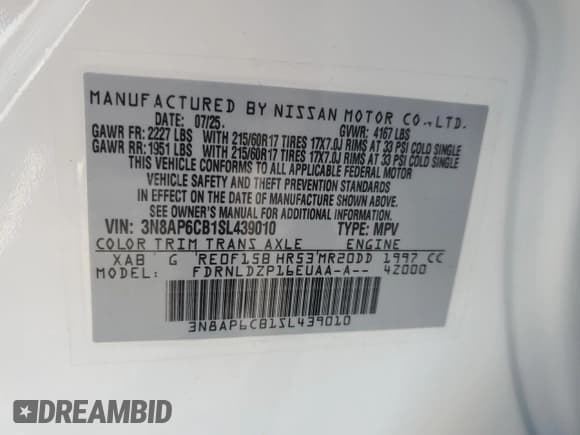 MANUFACTURED BY NISSAN MOTOR CO.,LTD.
DATE: 07/25. GVWR: 4167 LBS
GAWR FR: 2227 LBS WITH 215/60R17 TIRES 17X7.0J RIMS AT 33 PSI COLD SINGLE
GAWR RR: 1951 LBS WITH 215/60R17 TIRES 17X7.0J RIMS AT 33 PSI COLD SINGLE
THIS VEHICLE CONFORMS TO ALL APPLICABLE FEDERAL MOTOR
VEHICLE SAFETY AND THEFT PREVENTION STANDARDS
IN EFFECT ON THE DATE OF MANUFACTURE SHOWN ABOVE.
SEE OWNER'S MANUAL FOR ADDITIONAL INFORMATION.
VIN: 3N8AP6CB1SL439010 TYPE: MPV
COLOR TRIM TRANS AXLE ENGINE
XAB G RE0F15B HR53 MR20DD 1997 CC
MODEL: FDRNLDZP16EUAA-A-- 4Z000
3N8AP6CB1SL439010
DREAMBID